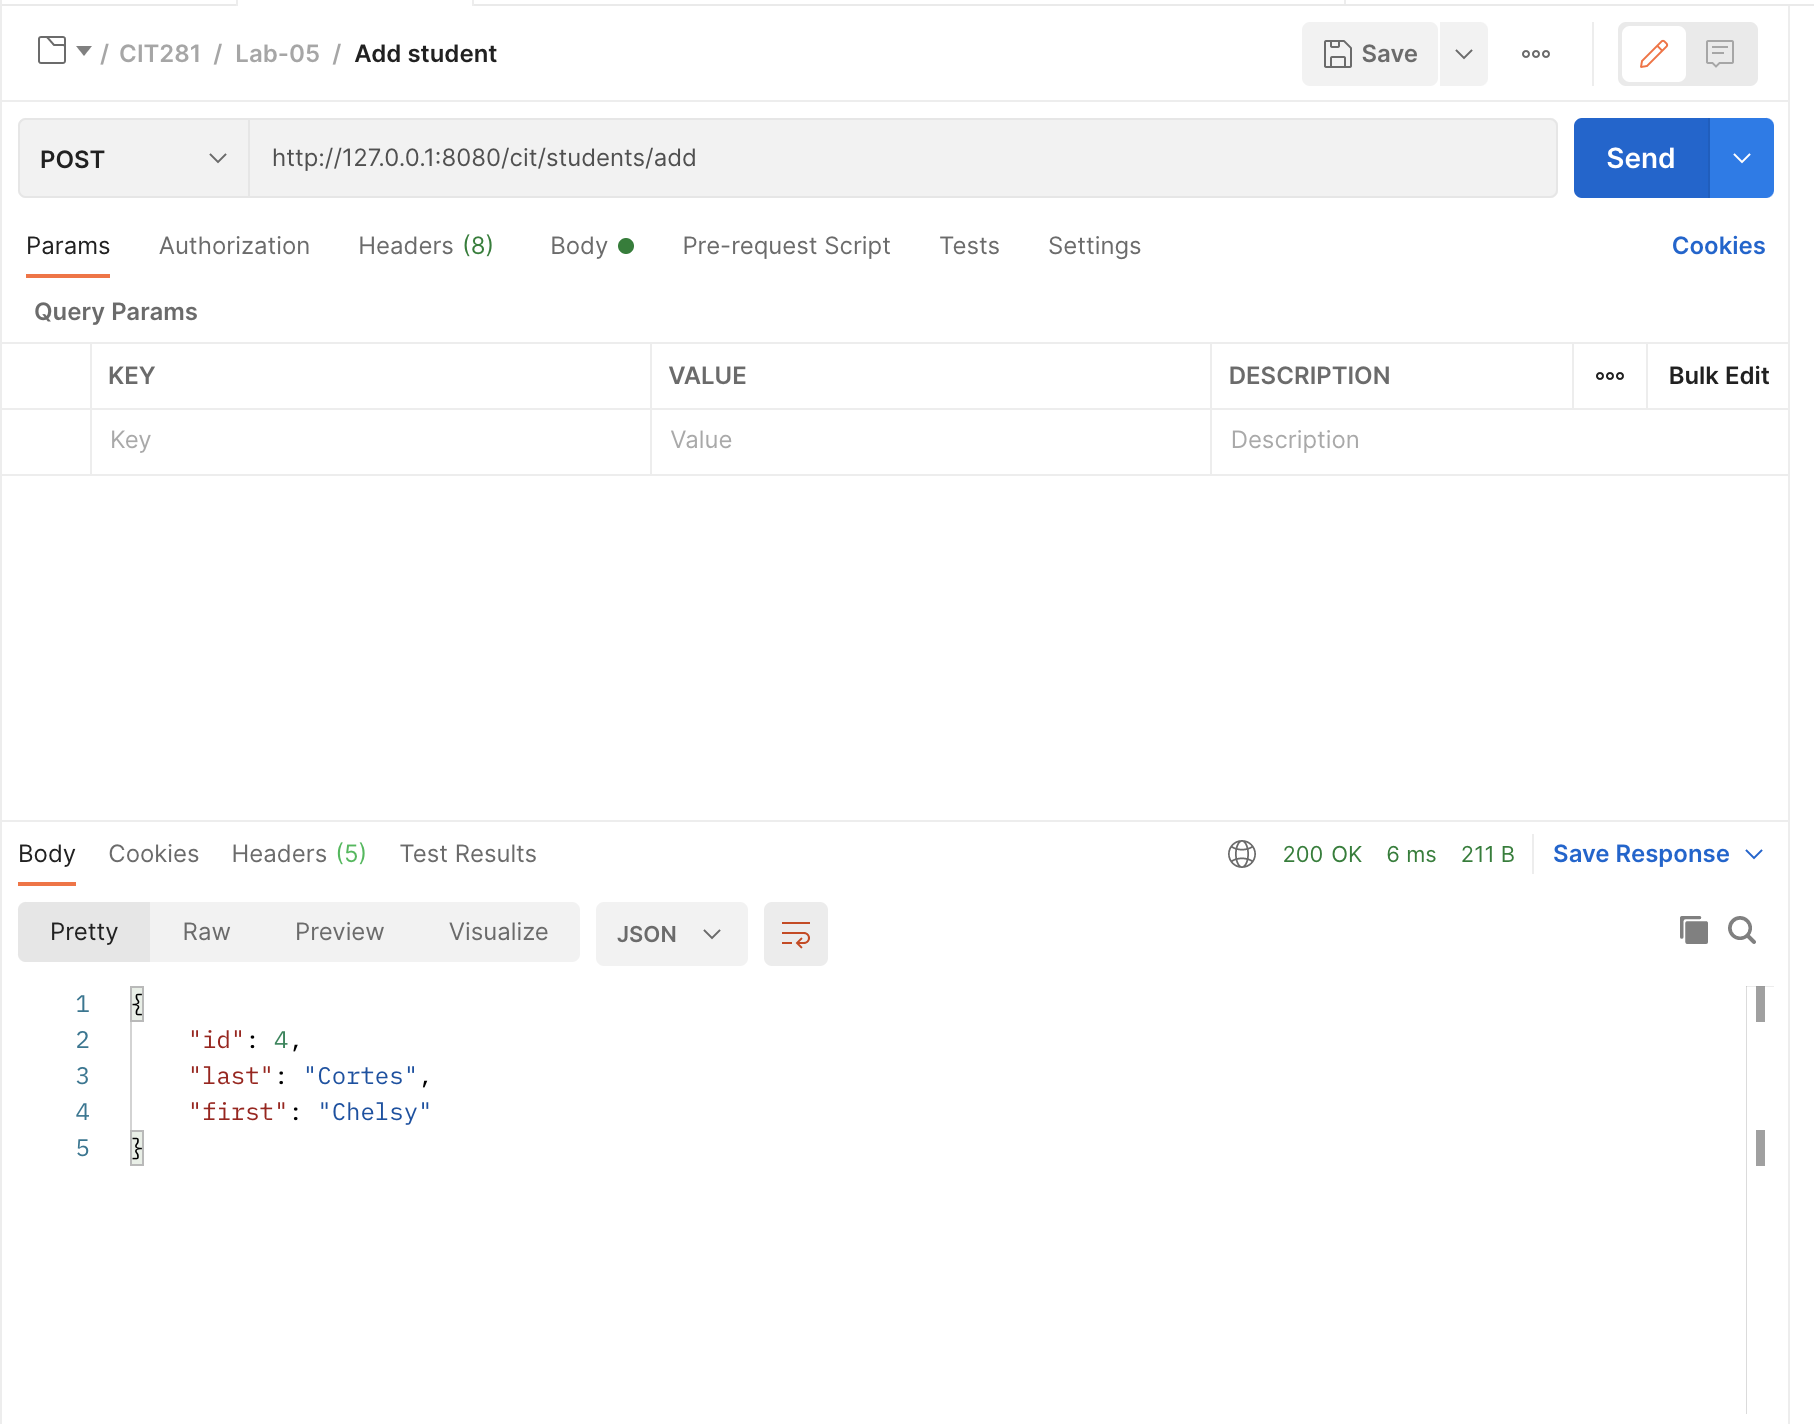 / CIT281 / Lab-05 / Add student
Save
POST
http://127.0.0.1:8080/cit/students/add
Send
Params Authorization Headers (8) Body Pre-request Script Tests Settings Cookies
Query Params
KEY VALUE DESCRIPTION Bulk Edit
Key Value Description
Body Cookies Headers (5) Test Results 200 OK 6 ms 211 B Save Response
Pretty Raw Preview Visualize JSON
1 {
2 "id": 4,
3 "last": "Cortes",
4 "first": "Chelsy"
5 }